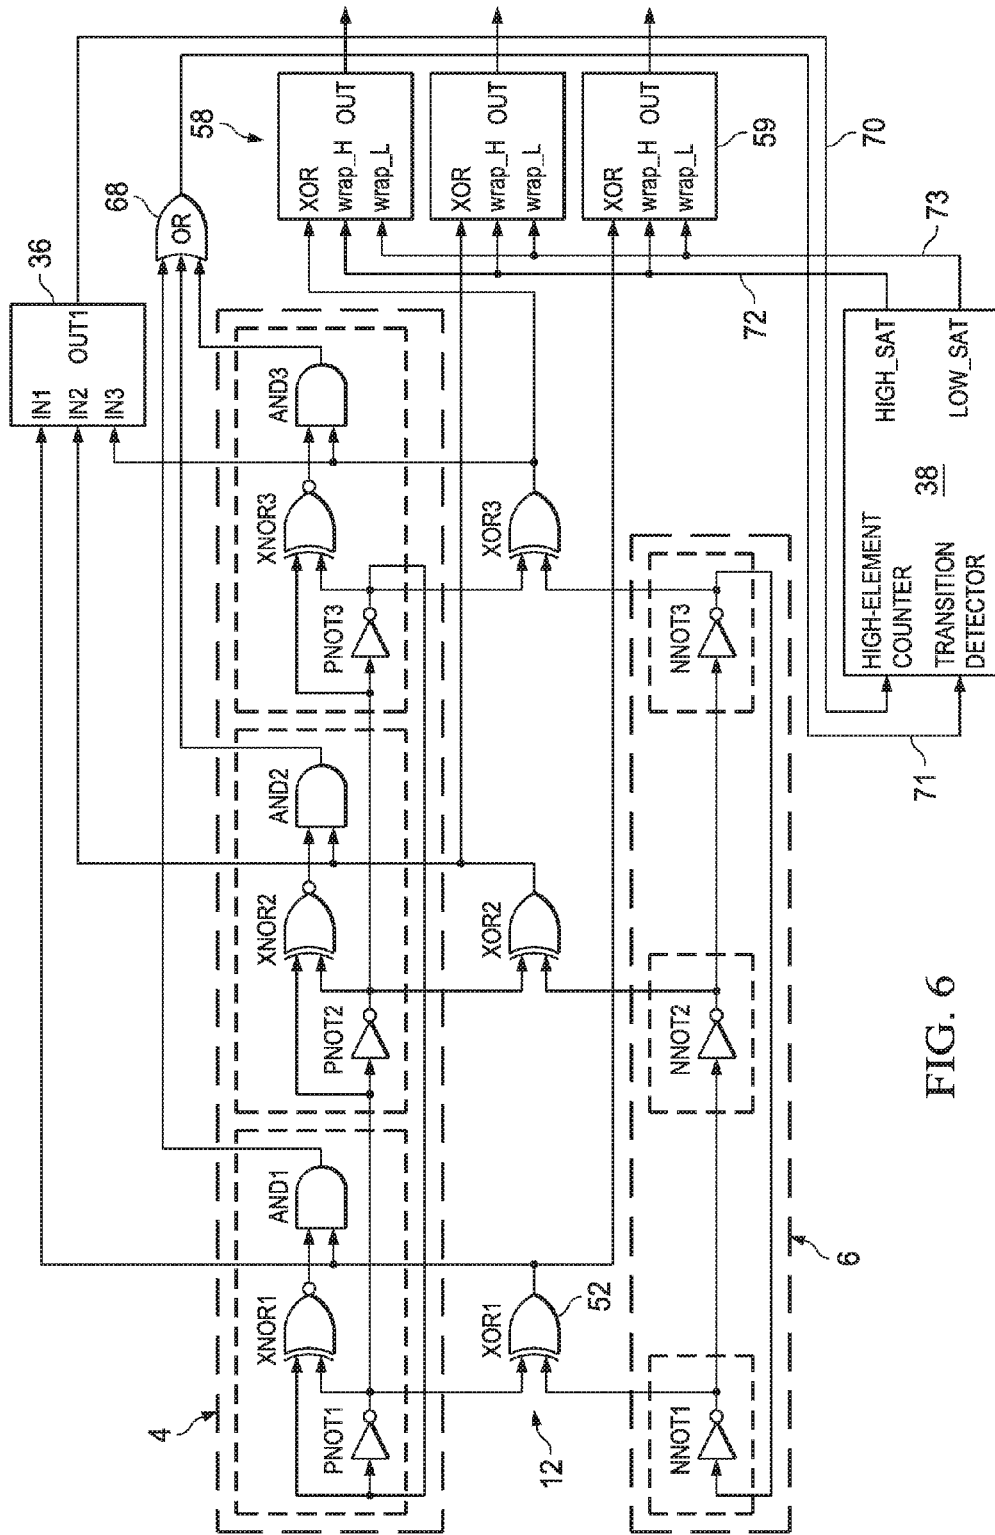 36
IN1
IN2 OUT1
IN3
68
OR
58
XOR
wrap_H OUT
wrap_L
XOR
wrap_H OUT
wrap_L
XOR
wrap_H OUT
wrap_L
59
70
4
XNOR1
AND1
PNOT1
XNOR2
AND2
PNOT2
XNOR3
AND3
PNOT3
12
XOR1
52
XOR2
XOR3
72
73
NNOT1
NNOT2
NNOT3
6
71
HIGH-ELEMENT
COUNTER
TRANSITION
DETECTOR
38
HIGH_SAT
LOW_SAT
FIG. 6